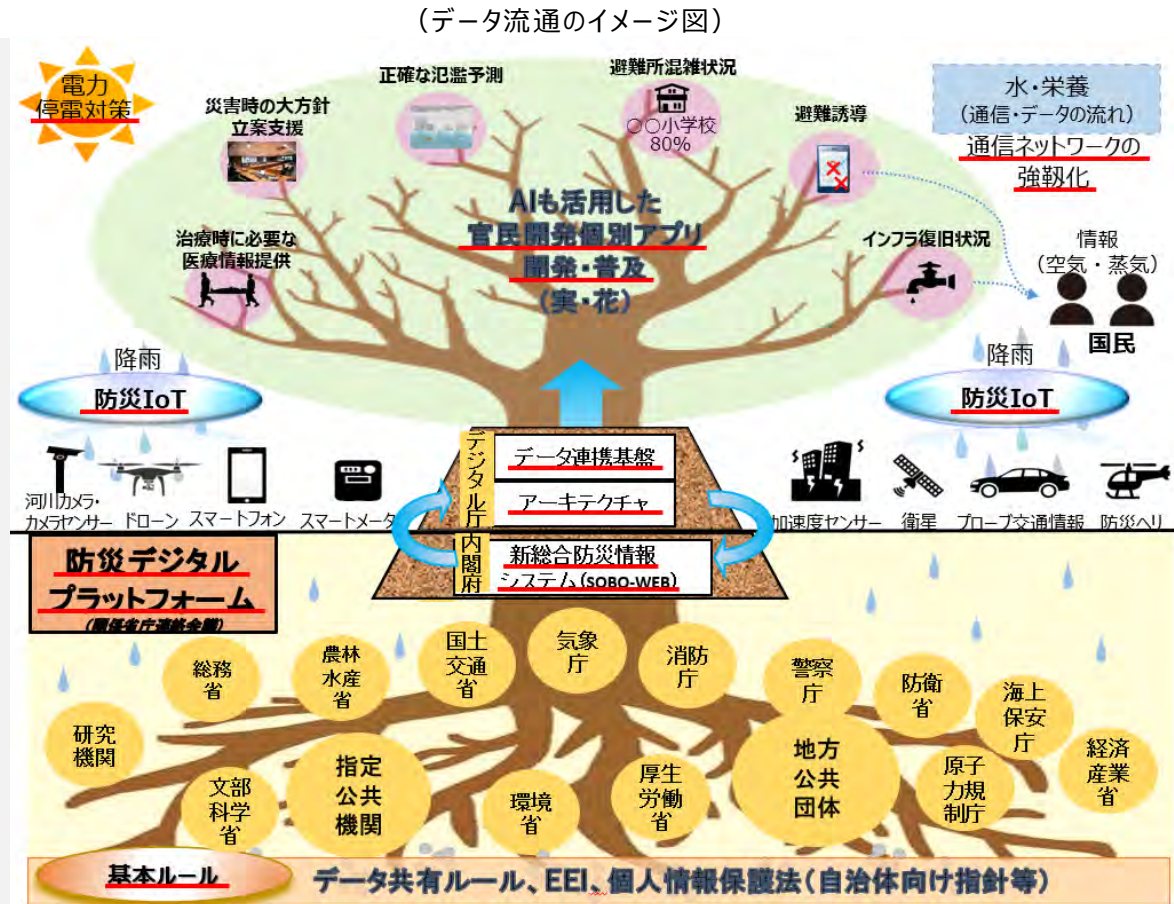 （データ流通のイメージ図）
電力
停電対策
災害時の大方針
立案支援
正確な氾濫予測
避難所混雑状況
〇〇小学校
80%
避難誘導
水・栄養
（通信・データの流れ）
通信ネットワークの
強靱化
治療時に必要な
医療情報提供
AIも活用した
官民開発個別アプリ
開発・普及
（実・花）
インフラ復旧状況
情報
（空気・蒸気）
国民
降雨
防災IoT
降雨
防災IoT
河川カメラ・
カメラセンサー
ドローン
スマートフォン
スマートメータ
デジタル庁
データ連携基盤
アーキテクチャ
加速度センサー
衛星
プローブ交通情報
防災ヘリ
内閣府
新総合防災情報
システム（SOBO-WEB）
防災デジタル
プラットフォーム
（関係省庁連絡会議）
総務
省
農林
水産
省
国土
交通
省
気象
庁
消防
庁
警察
庁
防衛
省
海上
保安
庁
研究
機関
文部
科学
省
指定
公共
機関
環境
省
厚生
労働
省
地方
公共
団体
原子
力規
制庁
経済
産業
省
基本ルール
データ共有ルール、EEI、個人情報保護法（自治体向け指針等）